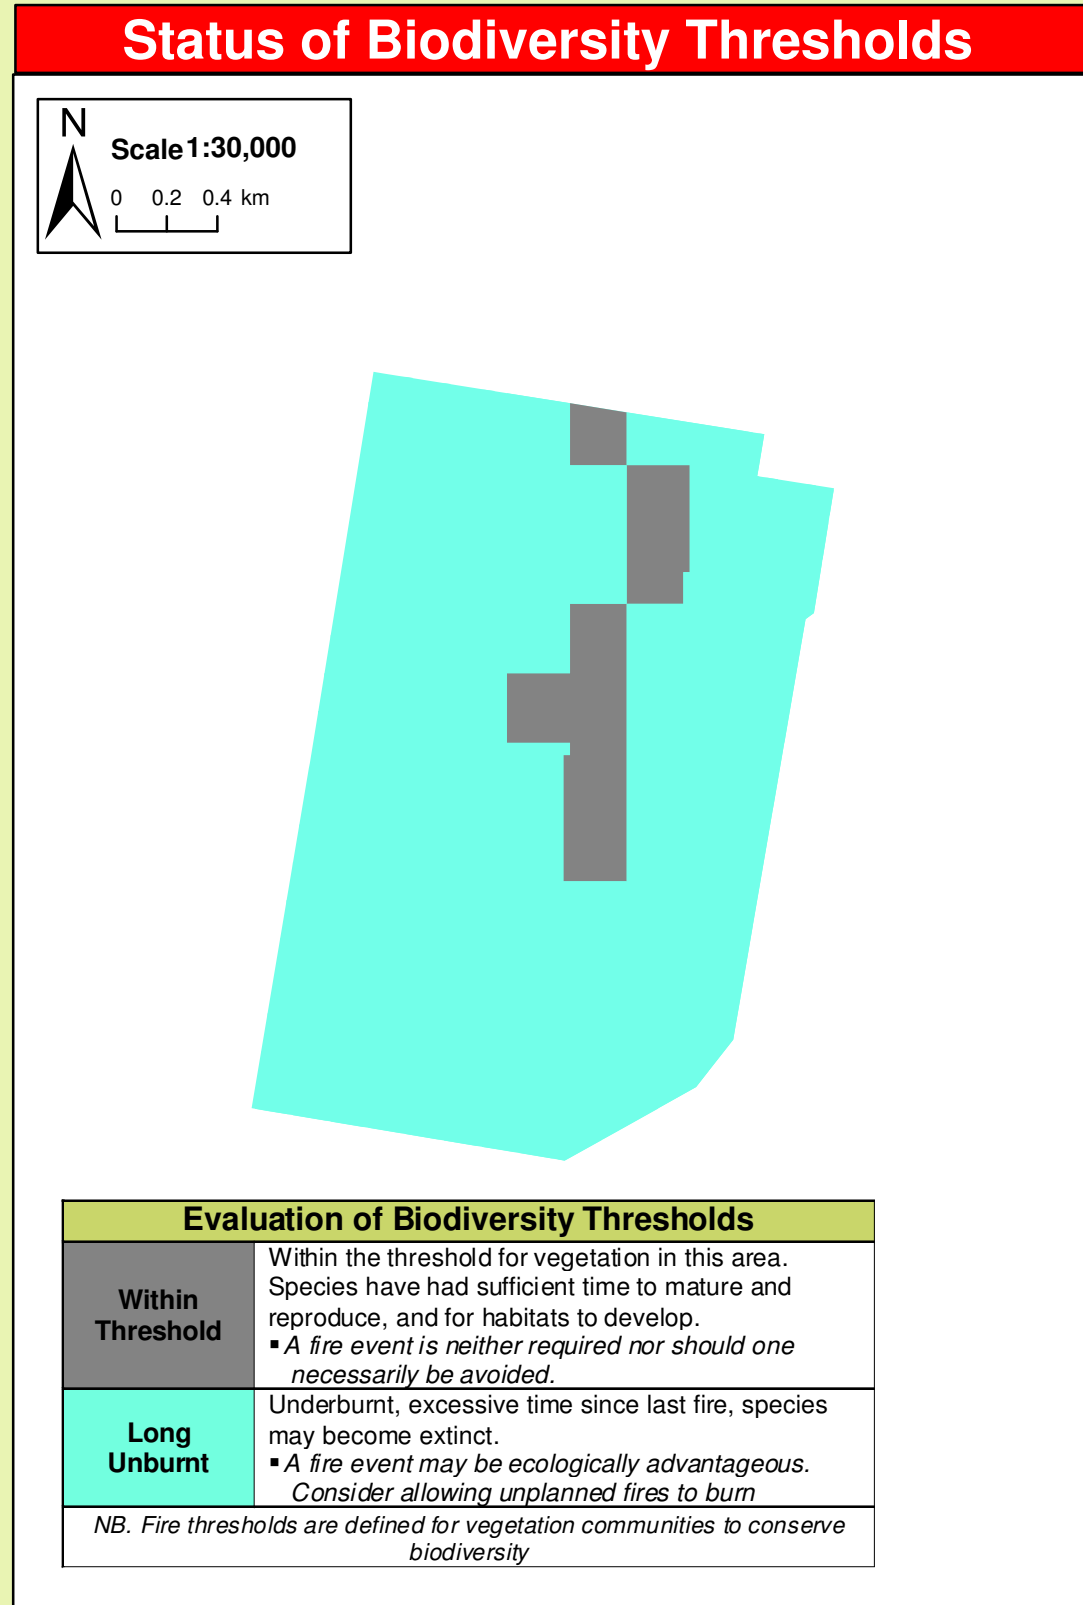 Status of Biodiversity Thresholds
N
Scale 1:30,000
0 0.2 0.4 km
Evaluation of Biodiversity Thresholds
Within
Threshold
Within the threshold for vegetation in this area.
Species have had sufficient time to mature and
reproduce, and for habitats to develop.
▪ A fire event is neither required nor should one
necessarily be avoided.
Long
Unburnt
Underburnt, excessive time since last fire, species
may become extinct.
▪ A fire event may be ecologically advantageous.
Consider allowing unplanned fires to burn
NB. Fire thresholds are defined for vegetation communities to conserve
biodiversity